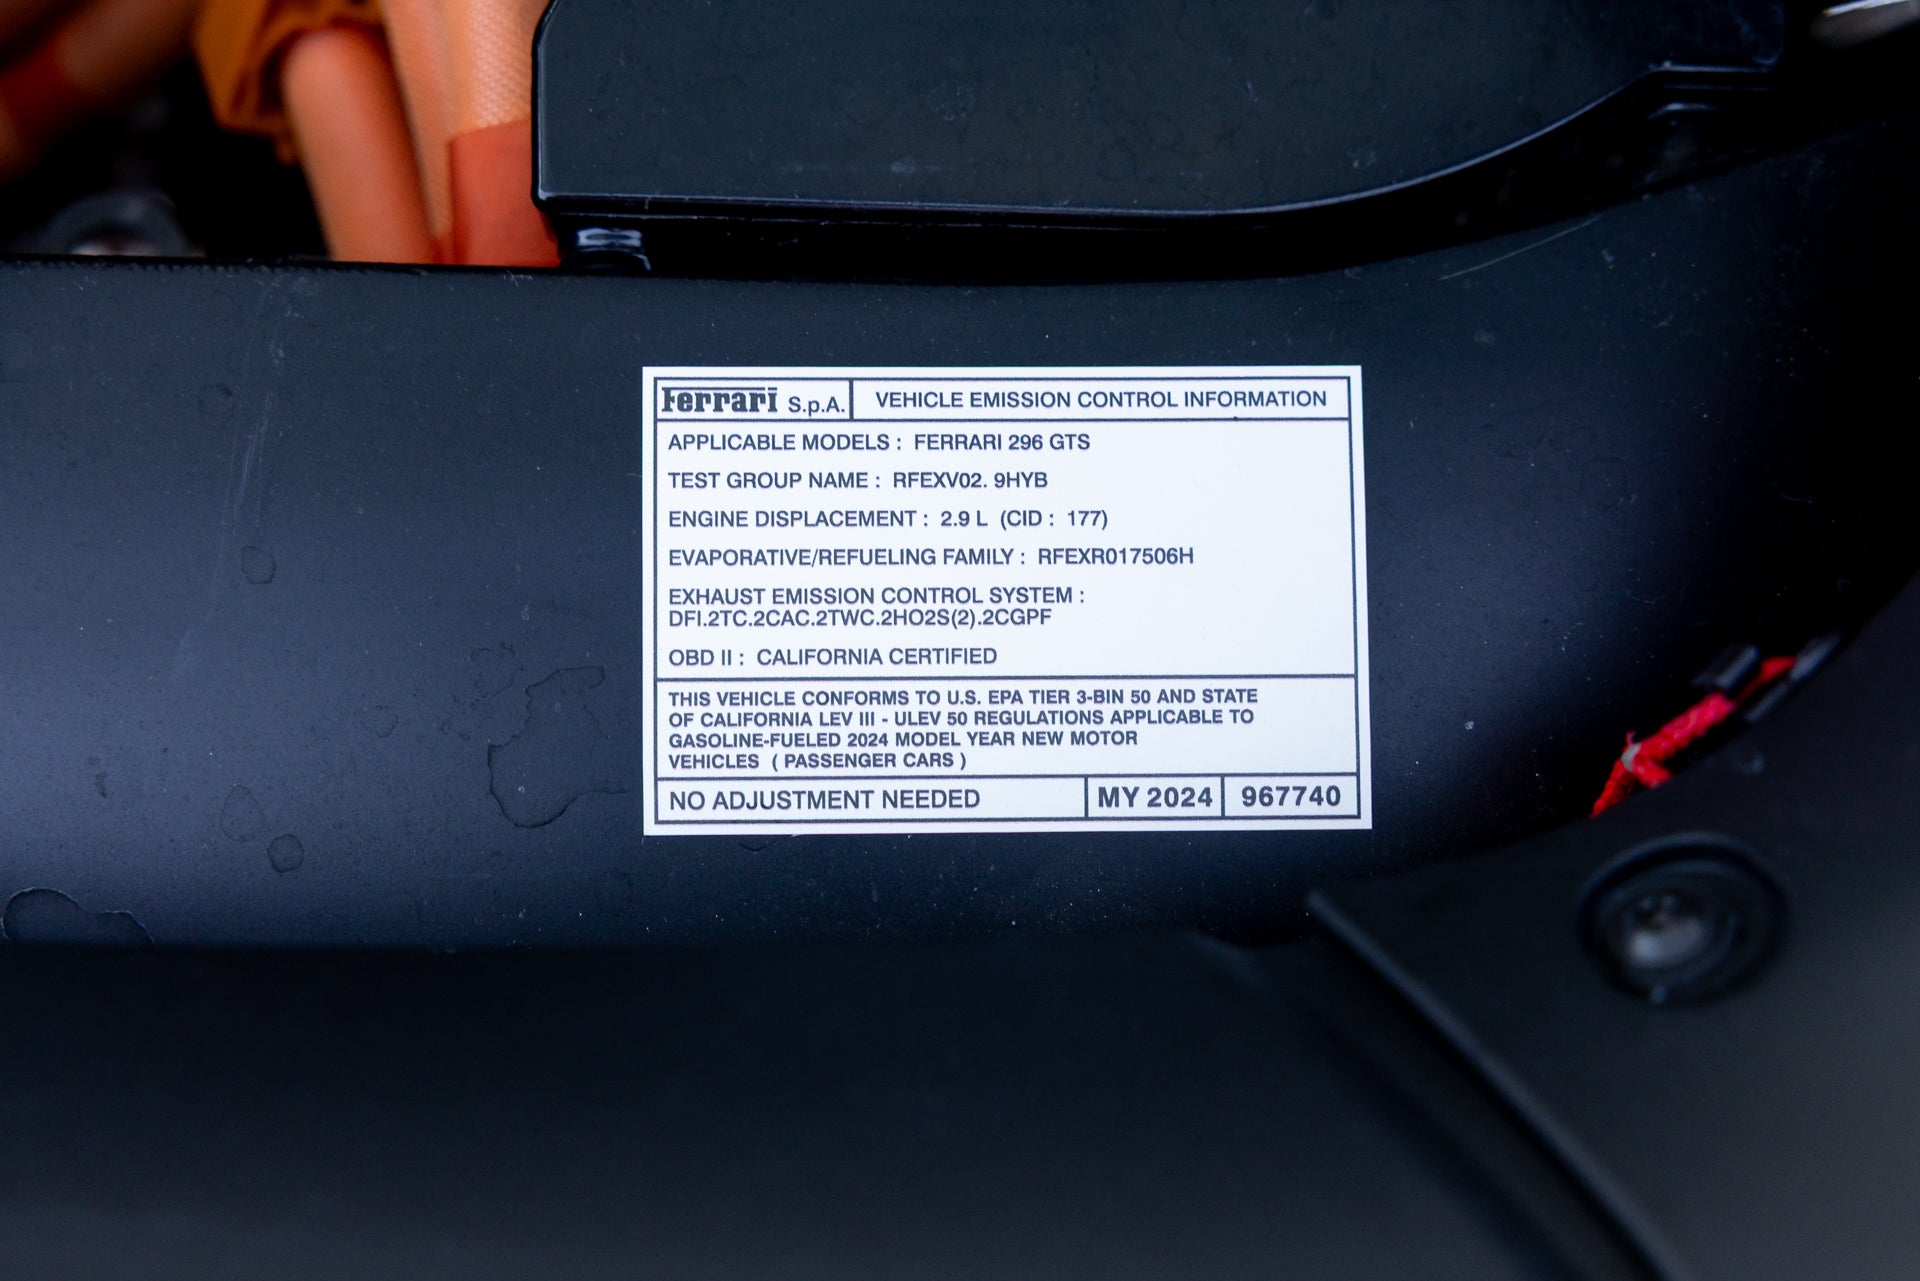 Ferrari S.p.A. VEHICLE EMISSION CONTROL INFORMATION
APPLICABLE MODELS : FERRARI 296 GTS
TEST GROUP NAME : RFEXV02. 9HYB
ENGINE DISPLACEMENT : 2.9 L (CID : 177)
EVAPORATIVE/REFUELING FAMILY : RFEXR017506H
EXHAUST EMISSION CONTROL SYSTEM :
DFI.2TC.2CAC.2TWC.2HO2S(2).2CGPF
OBD II : CALIFORNIA CERTIFIED
THIS VEHICLE CONFORMS TO U.S. EPA TIER 3-BIN 50 AND STATE
OF CALIFORNIA LEV III - ULEV 50 REGULATIONS APPLICABLE TO
GASOLINE-FUELED 2024 MODEL YEAR NEW MOTOR
VEHICLES ( PASSENGER CARS )
NO ADJUSTMENT NEEDED MY 2024 967740